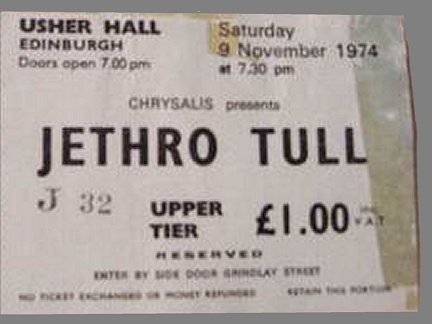 USHER HALL
EDINBURGH
Doors open 7.00 pm
Saturday
9 November 1974
at 7.30 pm
CHRYSALIS presents
JETHRO TULL
J 32
UPPER
TIER
£1.00
INC.
V.A.T
RESERVED
ENTER BY SIDE DOOR GRINDLAY STREET
NO TICKET EXCHANGED OR MONEY REFUNDED
RETAIN THIS PORTION